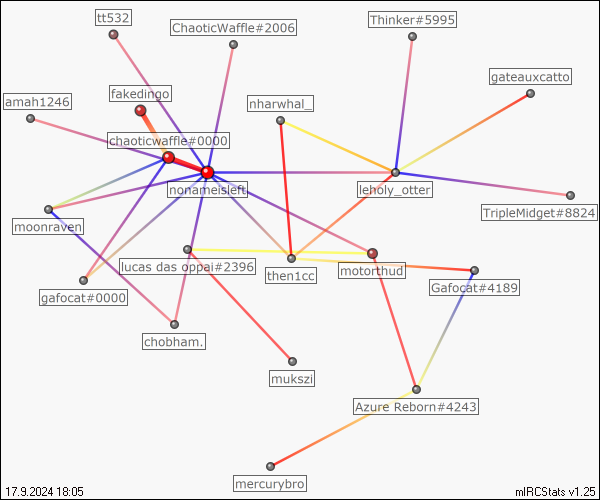 tt532
ChaoticWaffle#2006
Thinker#5995
gateauxcatto
fakedingo
amah1246
nharwhal_
chaoticwaffle#0000
nonameisleft
leholy_otter
TripleMidget#8824
moonraven
lucas das oppai#2396
then1cc
motorthud
Gafocat#4189
gafocat#0000
chobham.
mukszi
Azure Reborn#4243
mercurybro
17.9.2024 18:05
mIRCStats v1.25